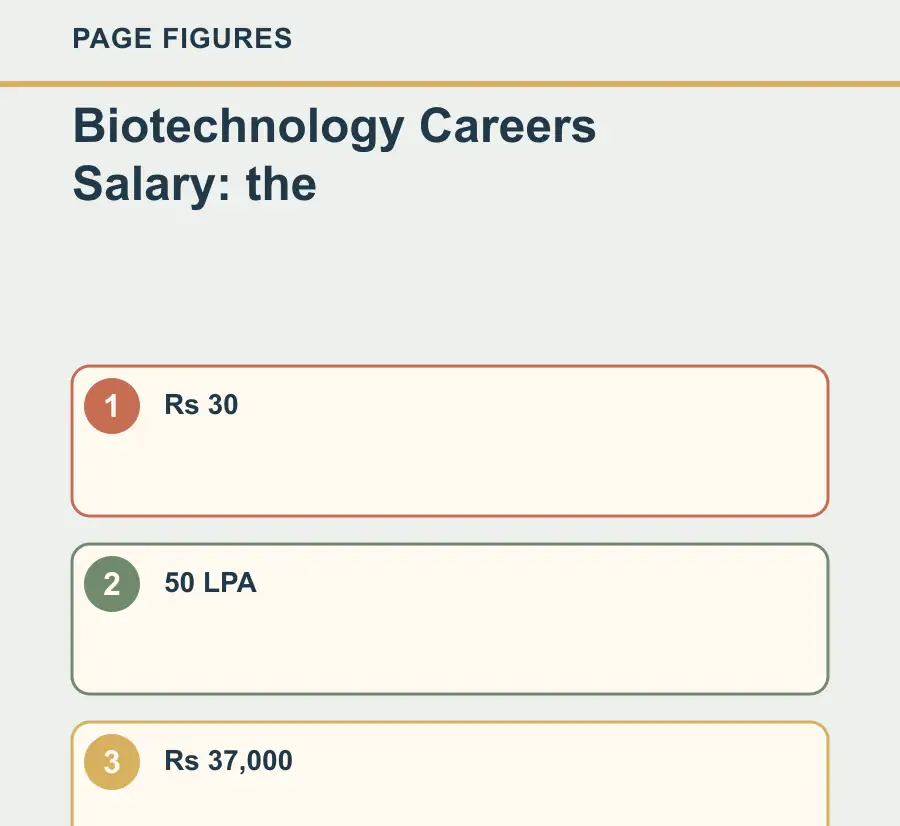 PAGE FIGURES
Biotechnology Careers
Salary: the
1
Rs 30
2
50 LPA
3
Rs 37,000